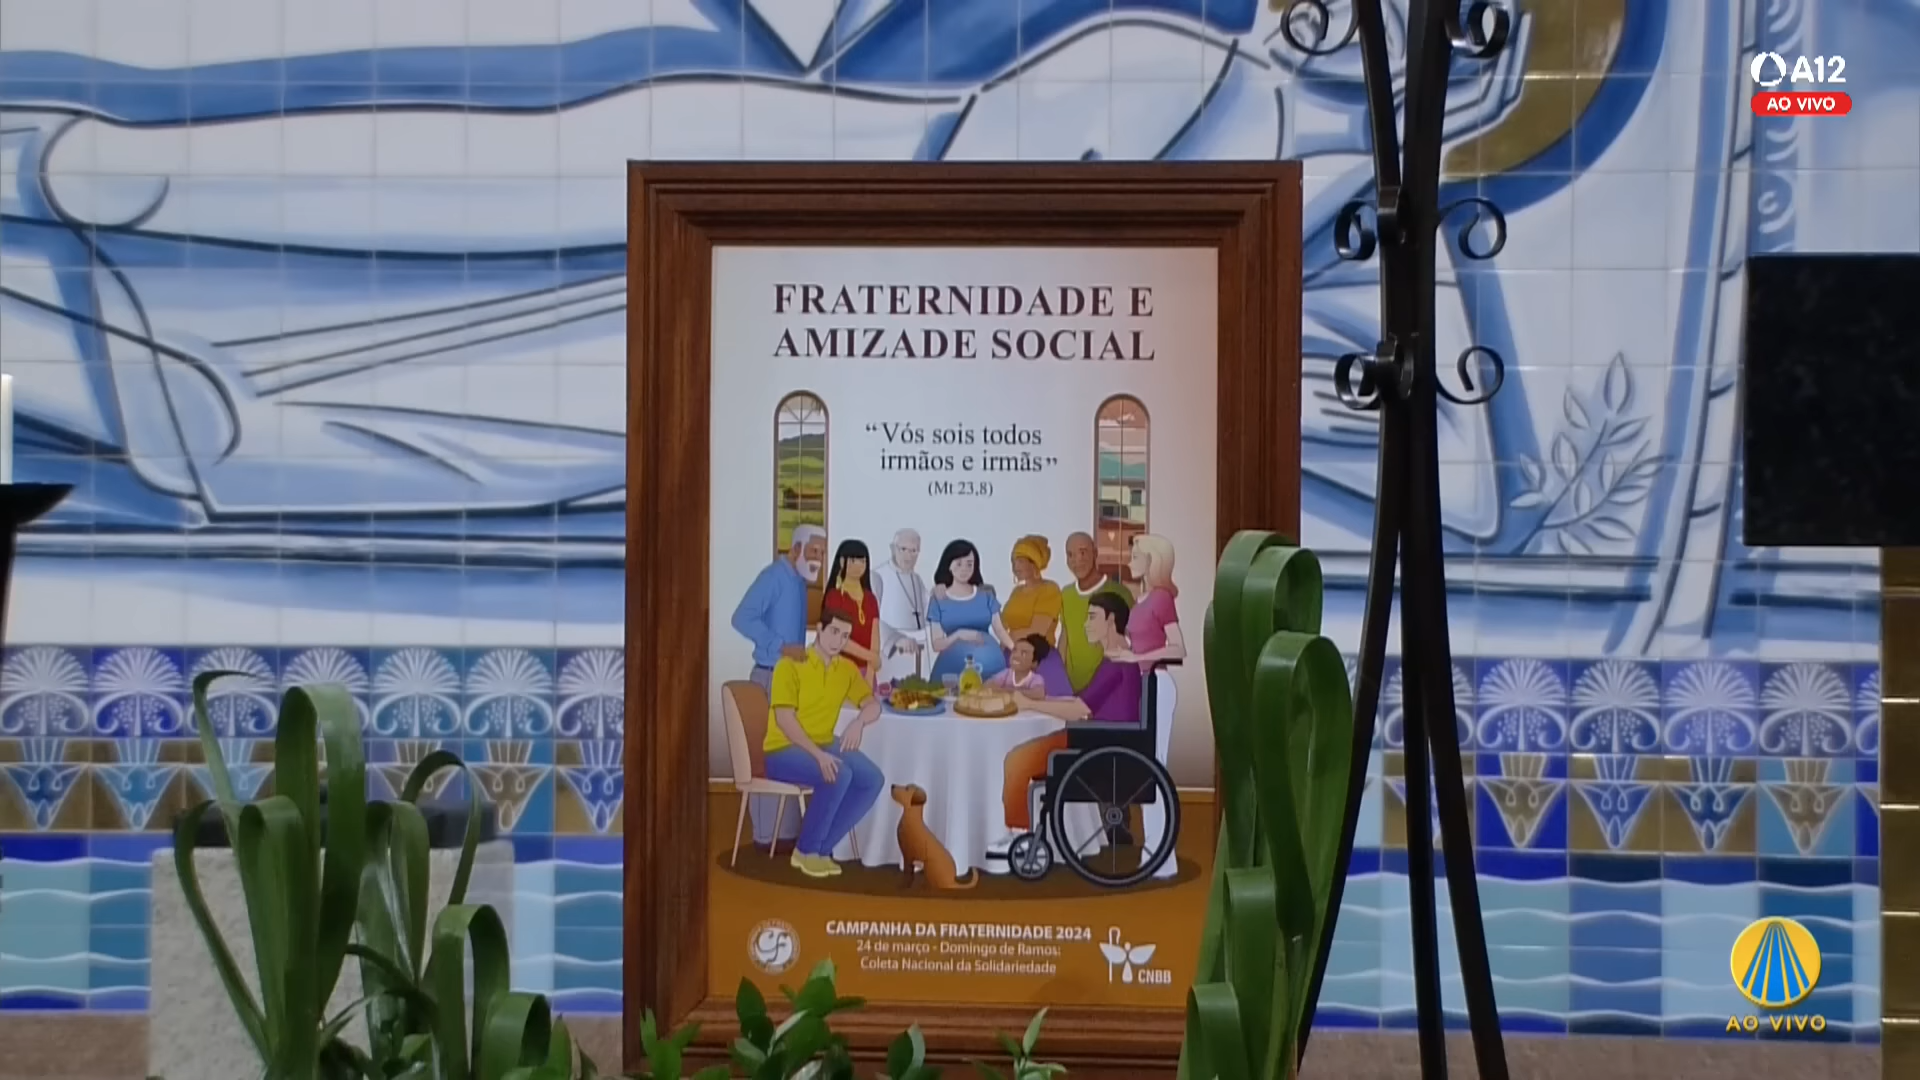 A12
AO VIVO
FRATERNIDADE E
AMIZADE SOCIAL
“Vós sois todos
irmãos e irmãs”
(Mt 23,8)
CAMPANHA DA FRATERNIDADE 2024
24 de março - Domingo de Ramos:
Coleta Nacional da Solidariedade
CF
CNBB
AO VIVO